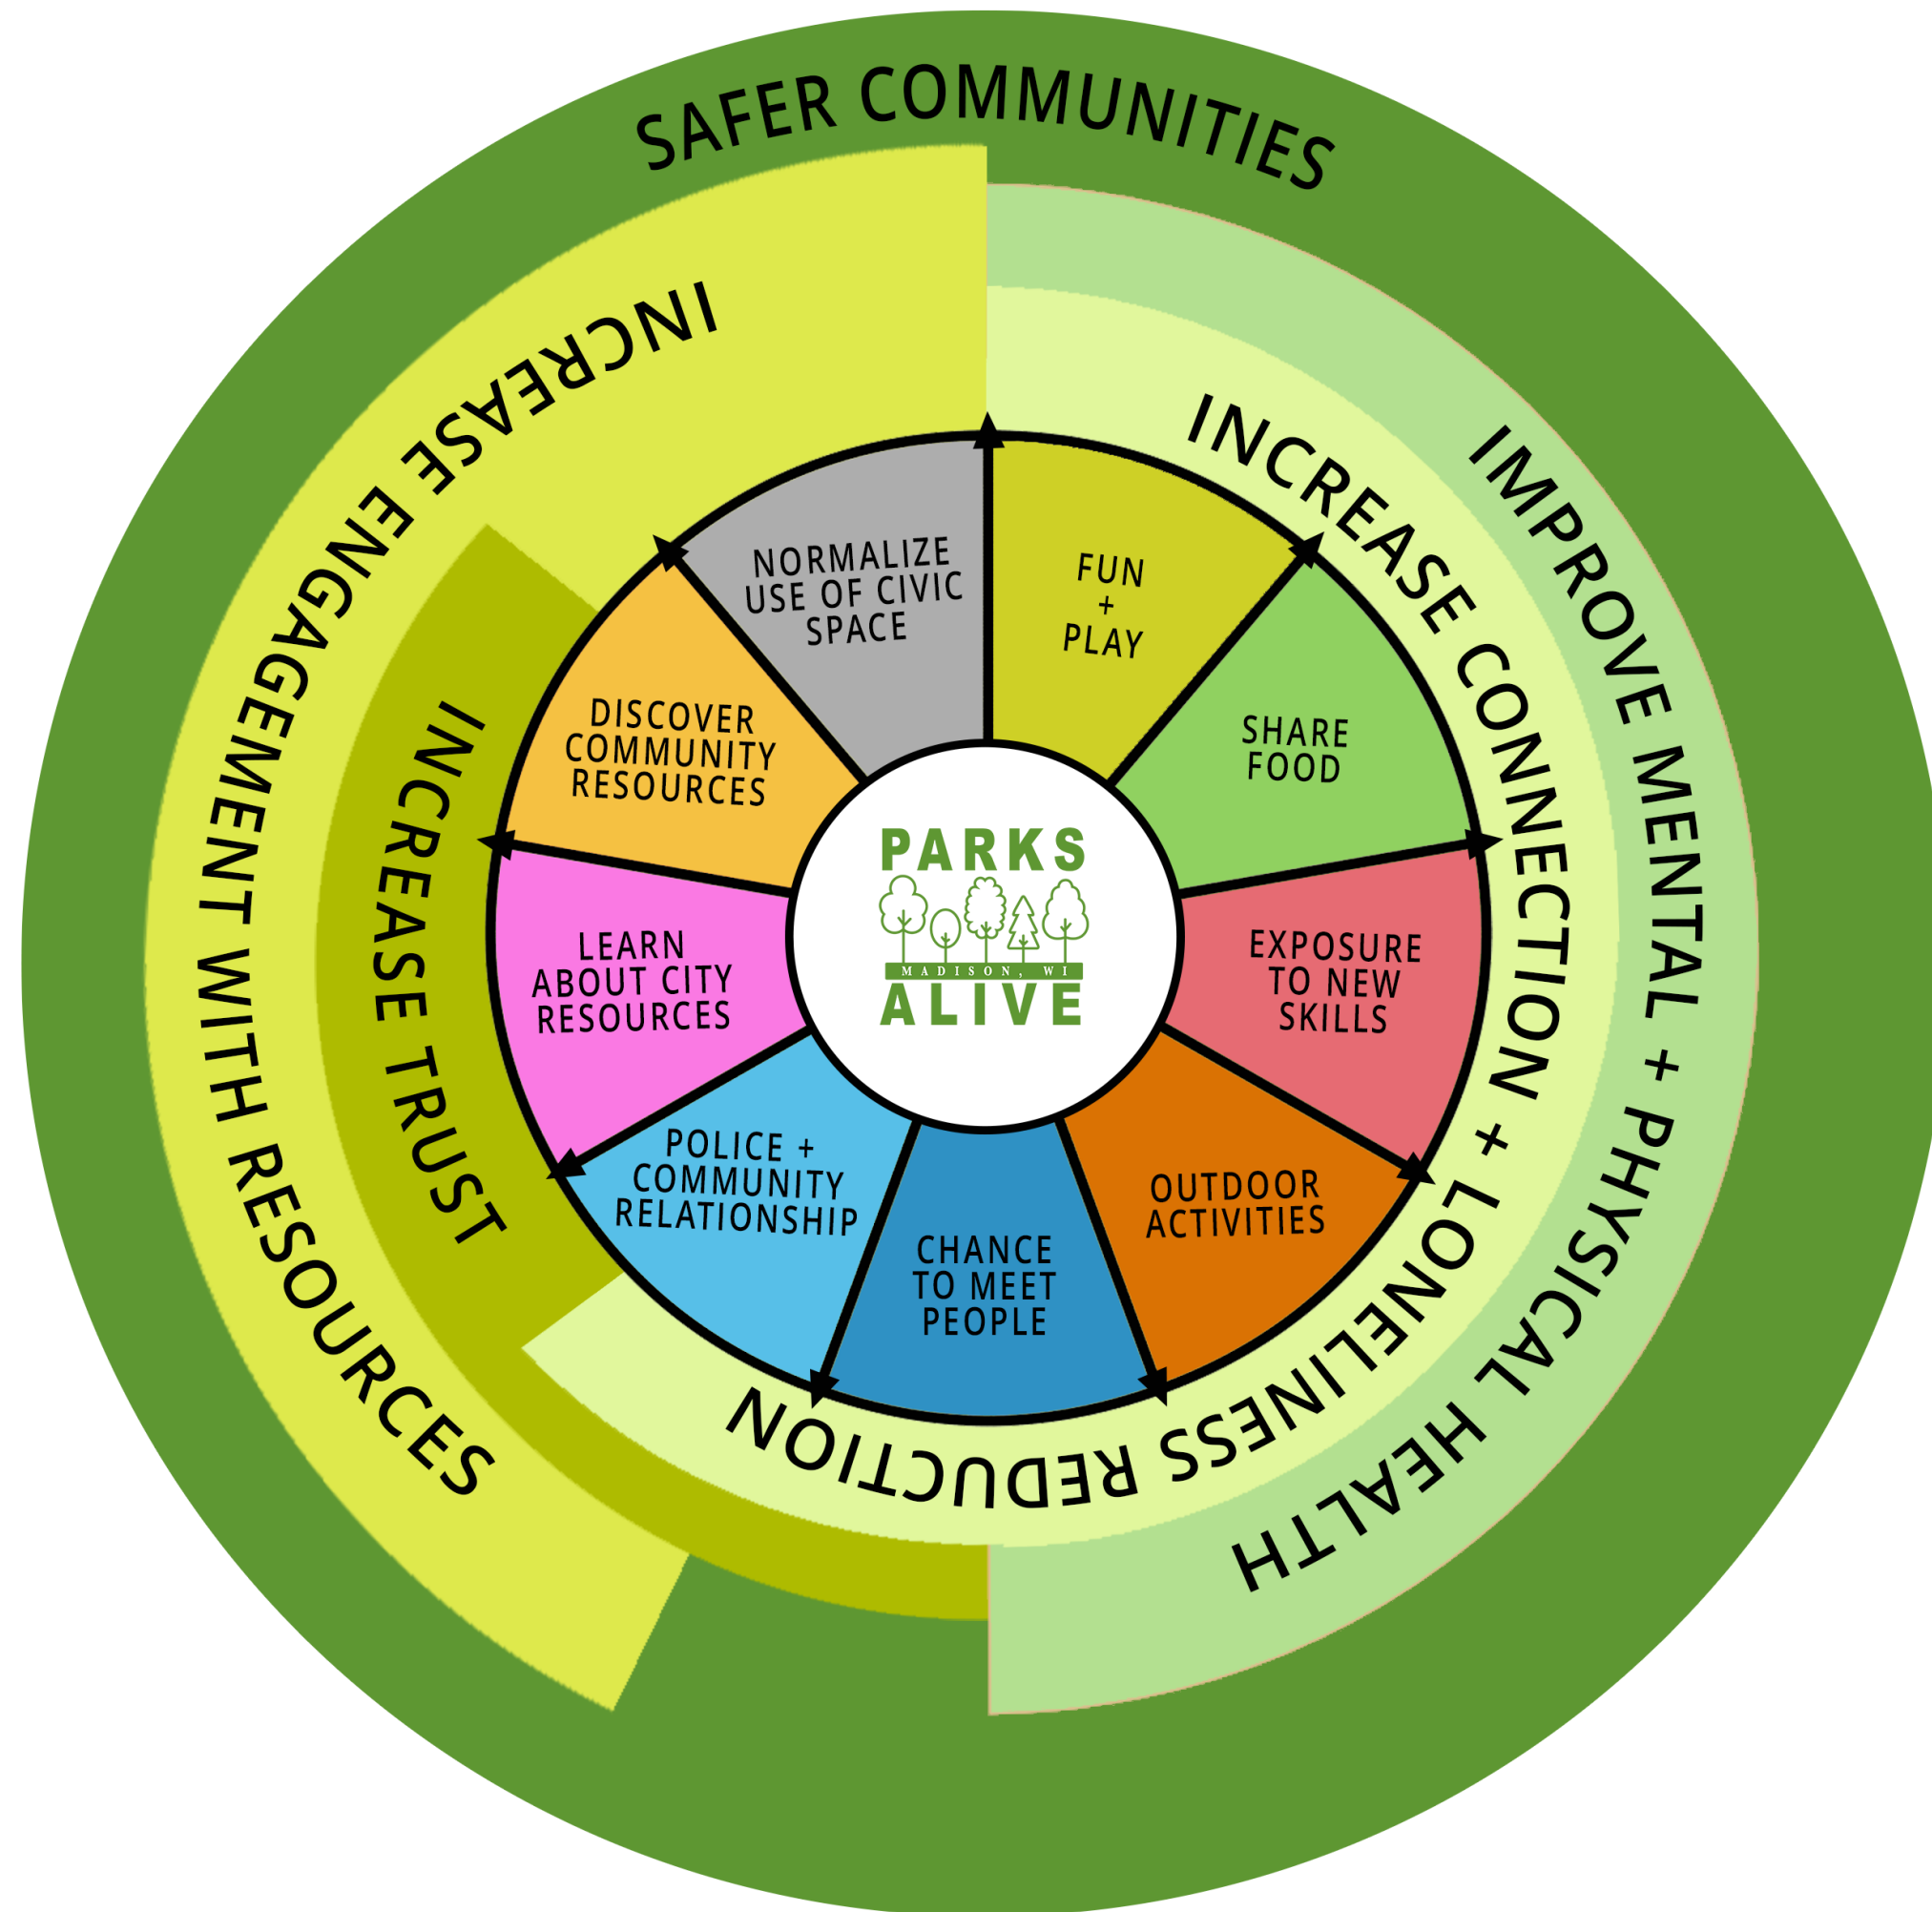 SAFER COMMUNITIES
INCREASE ENGAGEMENT WITH RESOURCES
INCREASE TRUST
IMPROVE MENTAL + PHYSICAL HEALTH
INCREASE CONNECTION + LONELINESS REDUCTION
NORMALIZE
USE OF CIVIC
SPACE
FUN
+
PLAY
SHARE
FOOD
EXPOSURE
TO NEW
SKILLS
OUTDOOR
ACTIVITIES
CHANCE
TO MEET
PEOPLE
POLICE +
COMMUNITY
RELATIONSHIP
LEARN
ABOUT CITY
RESOURCES
DISCOVER
COMMUNITY
RESOURCES
PARKS
MADISON, WI
ALIVE